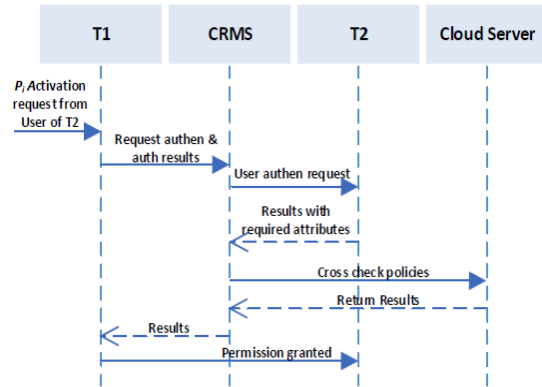 T1
CRMS
T2
Cloud Server
Pi Activation
request from
User of T2
Request authen &
auth results
User authen request
Results with
required attributes
Cross check policies
Return Results
Results
Permission granted